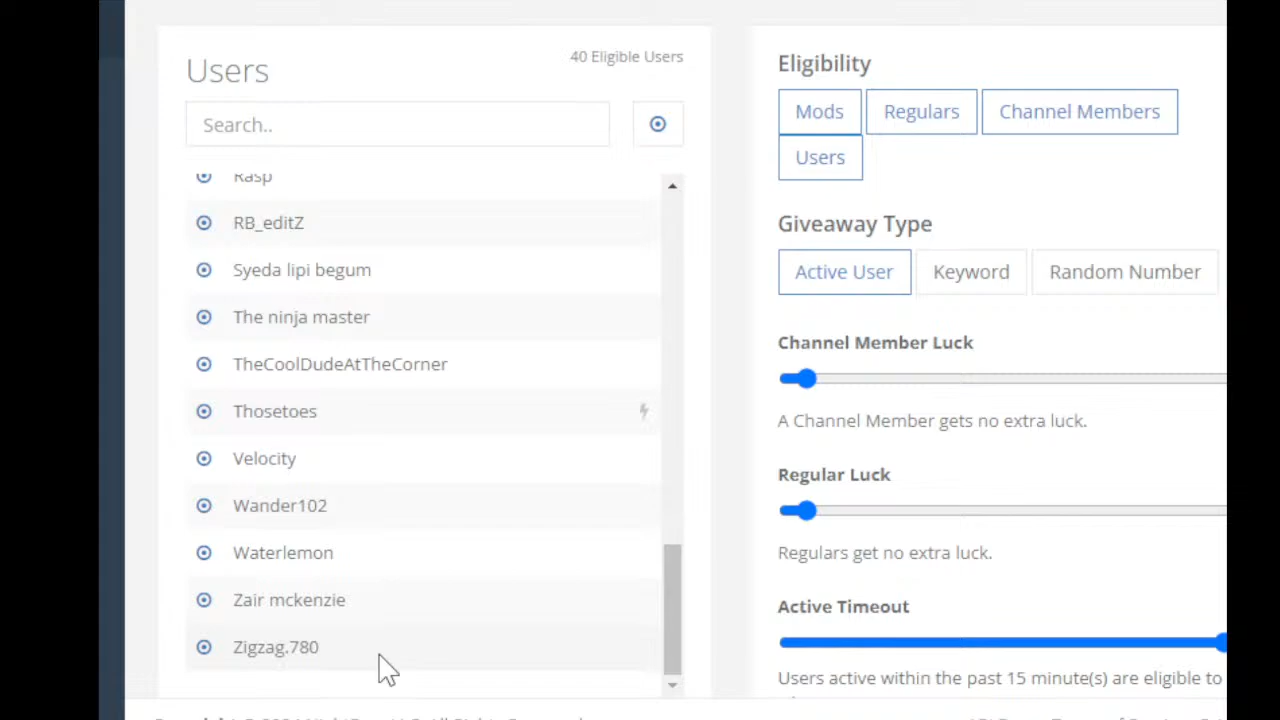 Users
40 Eligible Users
Search..
Rasp
RB_editZ
Syeda lipi begum
The ninja master
TheCoolDudeAtTheCorner
Thosetoes
Velocity
Wander102
Waterlemon
Zair mckenzie
Zigzag.780
Eligibility
Mods
Regulars
Channel Members
Users
Giveaway Type
Active User
Keyword
Random Number
Channel Member Luck
A Channel Member gets no extra luck.
Regular Luck
Regulars get no extra luck.
Active Timeout
Users active within the past 15 minute(s) are eligible to